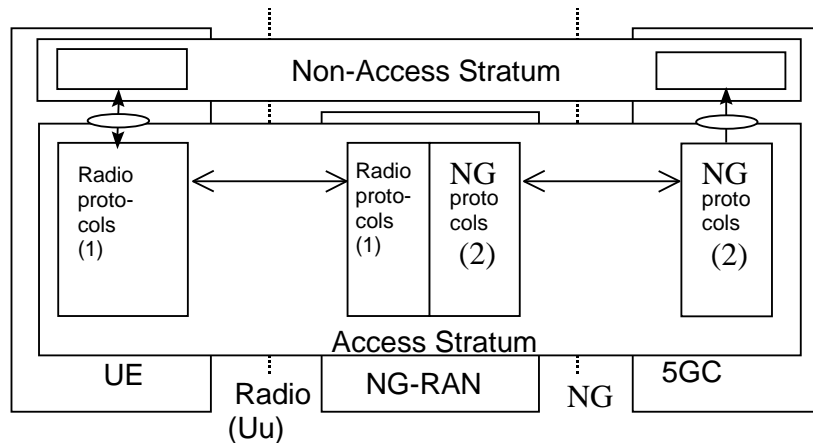 Non-Access Stratum
Radio
proto-
cols
(1)
Radio
proto-
cols
(1)
NG
proto
cols
(2)
NG
proto
cols
(2)
Access Stratum
UE
Radio
(Uu)
NG-RAN
NG
5GC